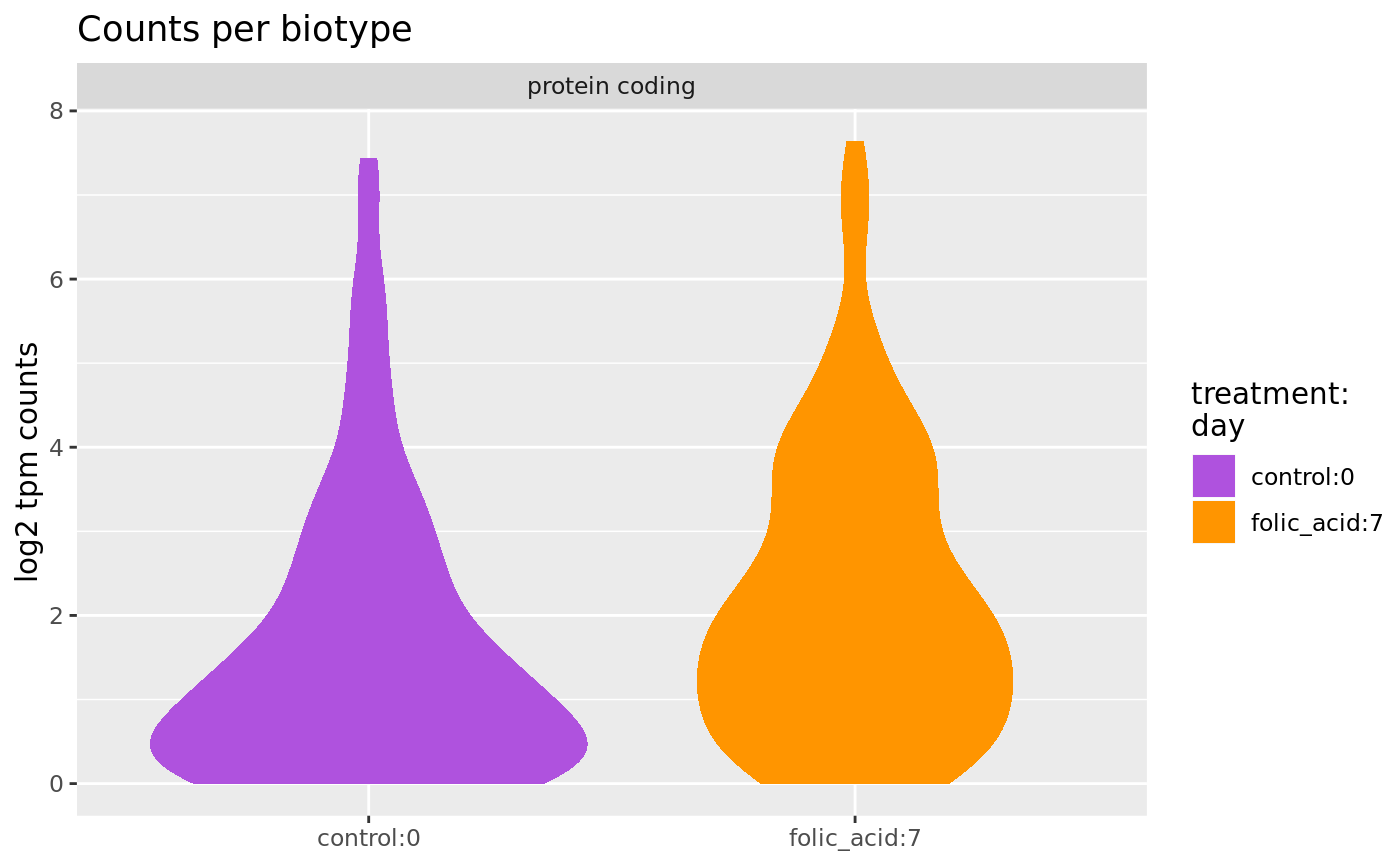 Counts per biotype
protein coding
8
6
4
2
0
log2 tpm counts
control:0
folic_acid:7
treatment:
day
control:0
folic_acid:7